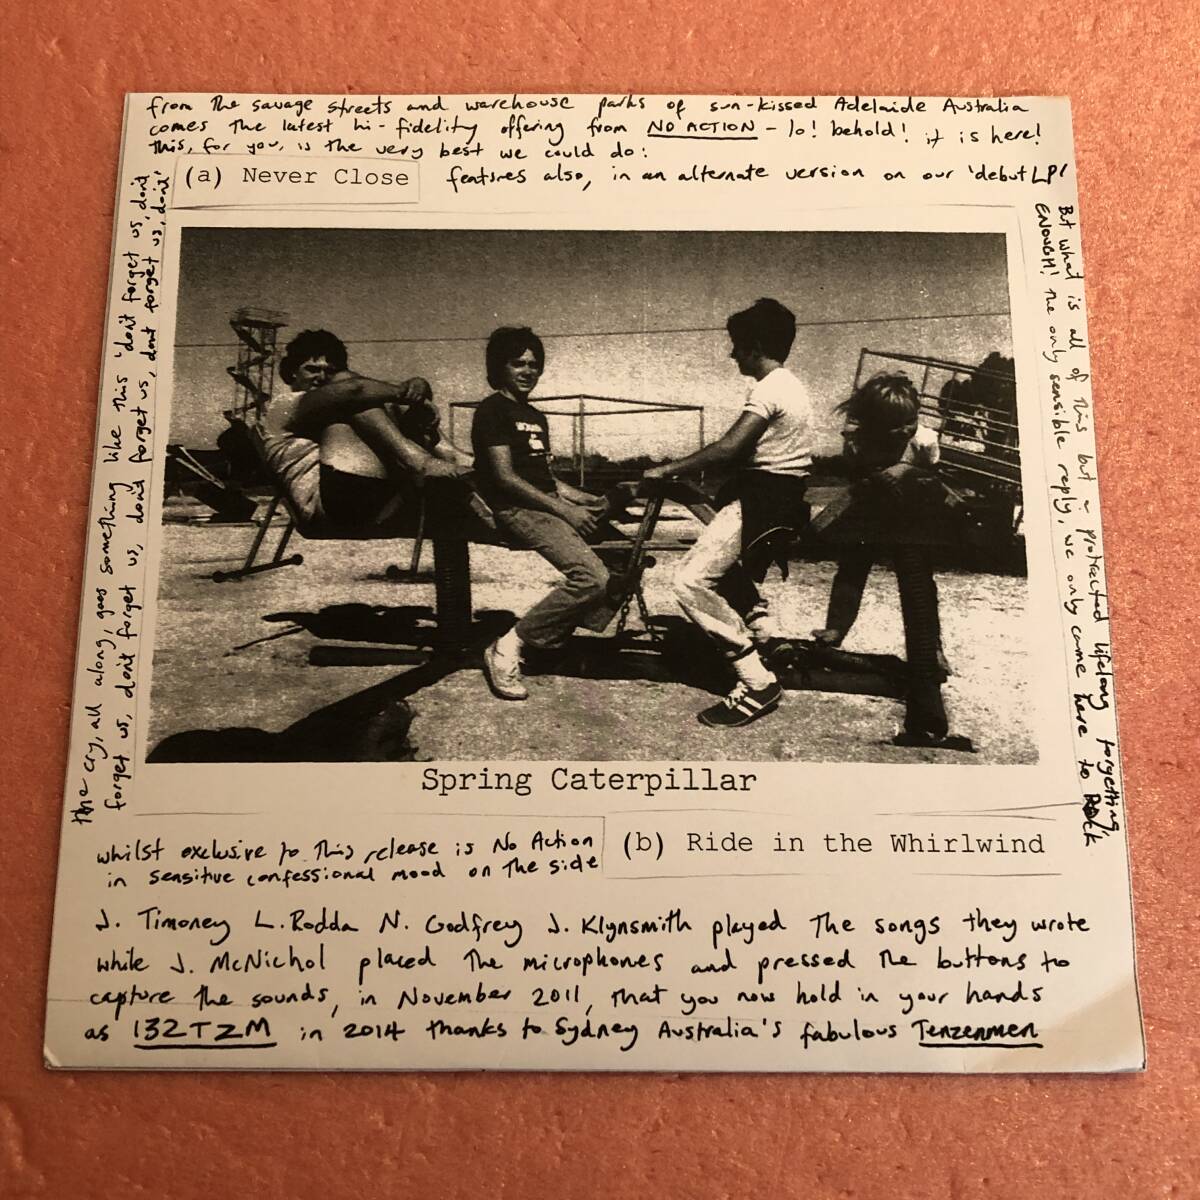 from the savage streets and warehouse parks of sun-kissed Adelaide Australia
comes the latest hi-fidelity offering from NO ACTION - lo! behold! it is here!
this, for you, is the very best we could do:
(a) Never Close features also, in an alternate version on our 'debut LP'
But what is all of this but a protracted lifelong forgetting
ENOUGH! the only sensible reply, we only came here to Rock.
the cry, all along, goes something like this 'don't forget us, don't
forget us, dont forget us, don't forget us, dont forget us, don't'
Spring Caterpillar
whilst exclusive to this release is No Action
in sensitive confessional mood on the side
(b) Ride in the Whirlwind
J. Timoney L. Rodda N. Godfrey J. Klynsmith played the songs they wrote
while J. McNichol placed the microphones and pressed the buttons to
capture the sounds, in November 2011, that you now hold in your hands
as 132TZM in 2014 thanks to Sydney Australia's fabulous Tenzenmen